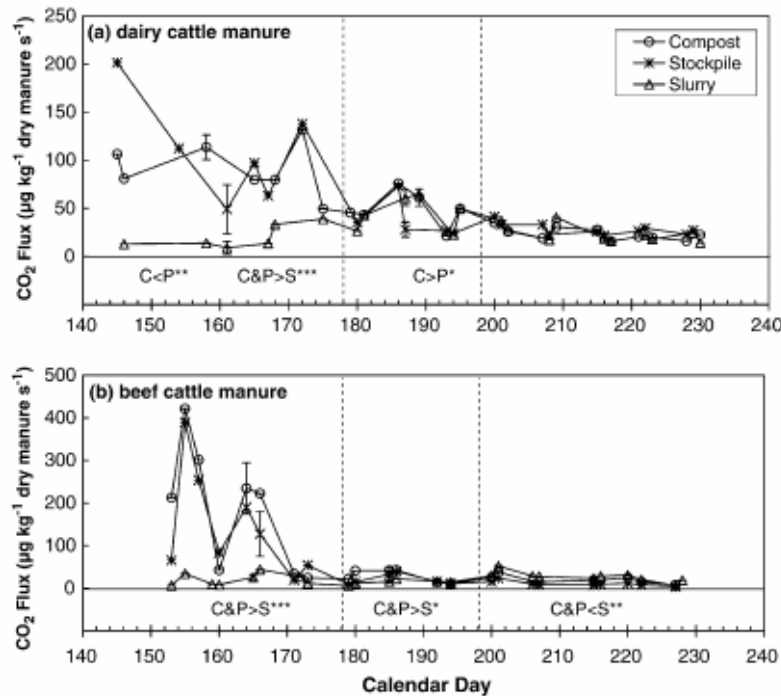 (a) dairy cattle manure
Compost
Stockpile
Slurry
CO₂ Flux (µg kg⁻¹ dry manure s⁻¹)
250
200
150
100
50
0
C<P**
C&P>S***
C>P*
140 150 160 170 180 190 200 210 220 230 240
(b) beef cattle manure
CO₂ Flux (µg kg⁻¹ dry manure s⁻¹)
500
400
300
200
100
0
C&P>S***
C&P>S*
C&P<S**
140 150 160 170 180 190 200 210 220 230 240
Calendar Day